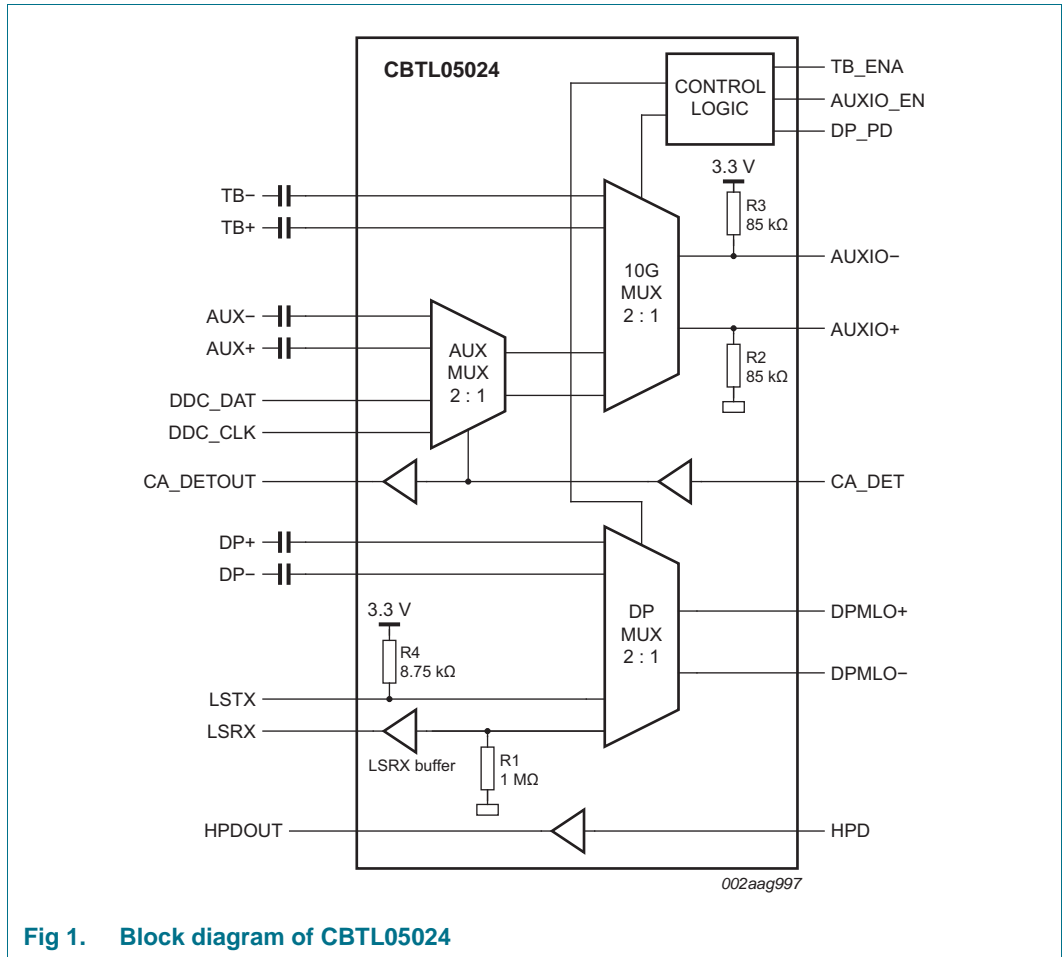 CBTL05024
CONTROL
LOGIC
TB_ENA
AUXIO_EN
DP_PD
3.3 V
R3
85 kΩ
TB−
TB+
10G
MUX
2 : 1
AUXIO−
AUX−
AUX+
AUX
MUX
2 : 1
AUXIO+
R2
85 kΩ
DDC_DAT
DDC_CLK
CA_DETOUT
CA_DET
DP+
DP−
3.3 V
R4
8.75 kΩ
DP
MUX
2 : 1
DPMLO+
DPMLO−
LSTX
LSRX
LSRX buffer
R1
1 MΩ
HPDOUT
HPD
002aag997
Fig 1. Block diagram of CBTL05024